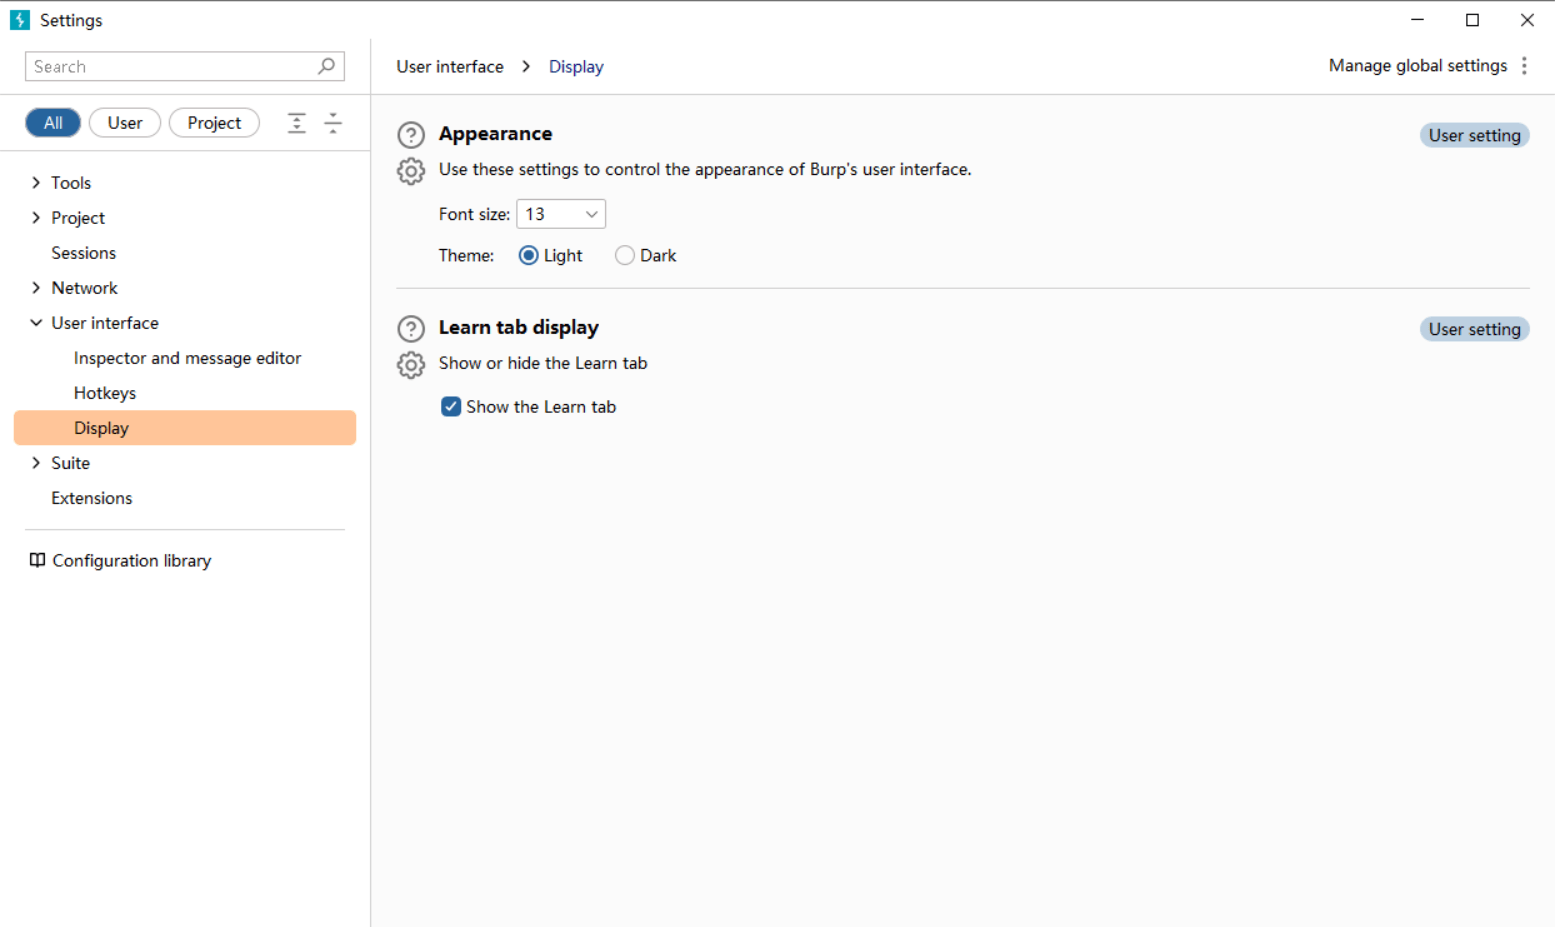 Settings
Search
All
User
Project
Tools
Project
Sessions
Network
User interface
Inspector and message editor
Hotkeys
Display
Suite
Extensions
Configuration library
User interface > Display
Manage global settings
Appearance
User setting
Use these settings to control the appearance of Burp's user interface.
Font size: 13
Theme: Light Dark
Learn tab display
User setting
Show or hide the Learn tab
Show the Learn tab